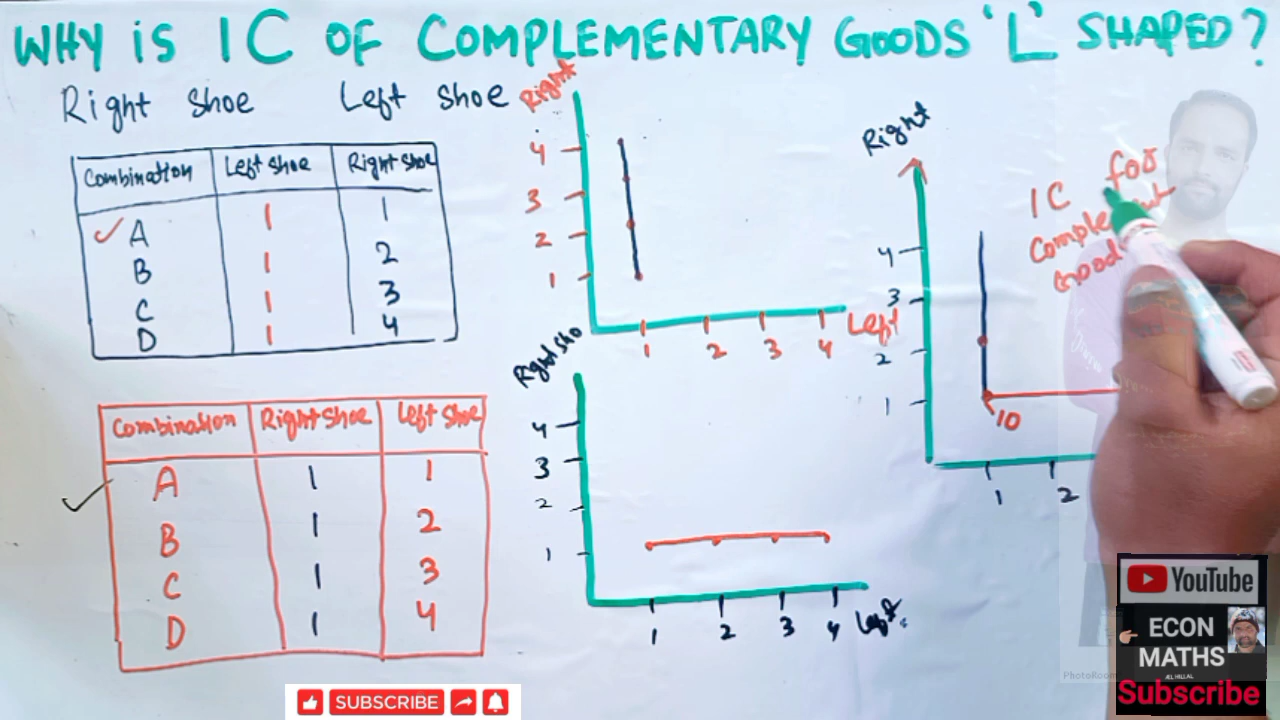 WHY is IC OF COMPLEMENTARY GOODS 'L' SHAPED?
Right Shoe Left Shoe
Combination Left Shoe Right Shoe
A 1 1
B 1 2
C 1 3
D 1 4
Combination Right Shoe Left Shoe
A 1 1
B 1 2
C 1 3
D 1 4
Right
4
3
2
1
1 2 3 4 Left
Right Sho
4
3
2
1
1 2 3 4 Left
Right
4
3
2
1
10
1 2
IC for
Good
SUBSCRIBE
YouTube
ECON
MATHS
Subscribe
PhotoRoom